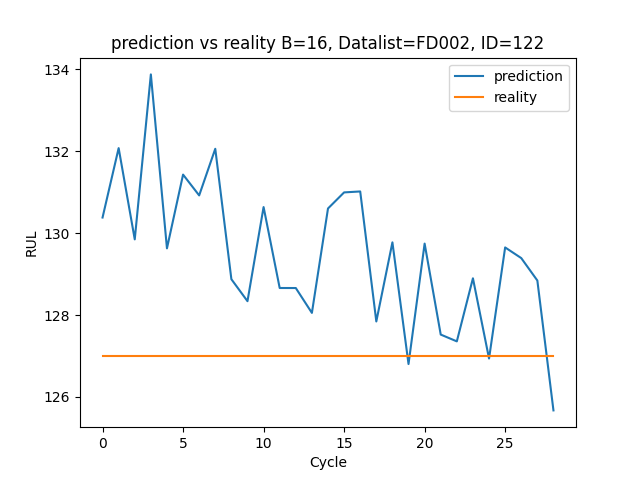 prediction vs reality B=16, Datalist=FD002, ID=122
prediction
reality
134
132
130
128
126
RUL
0 5 10 15 20 25
Cycle